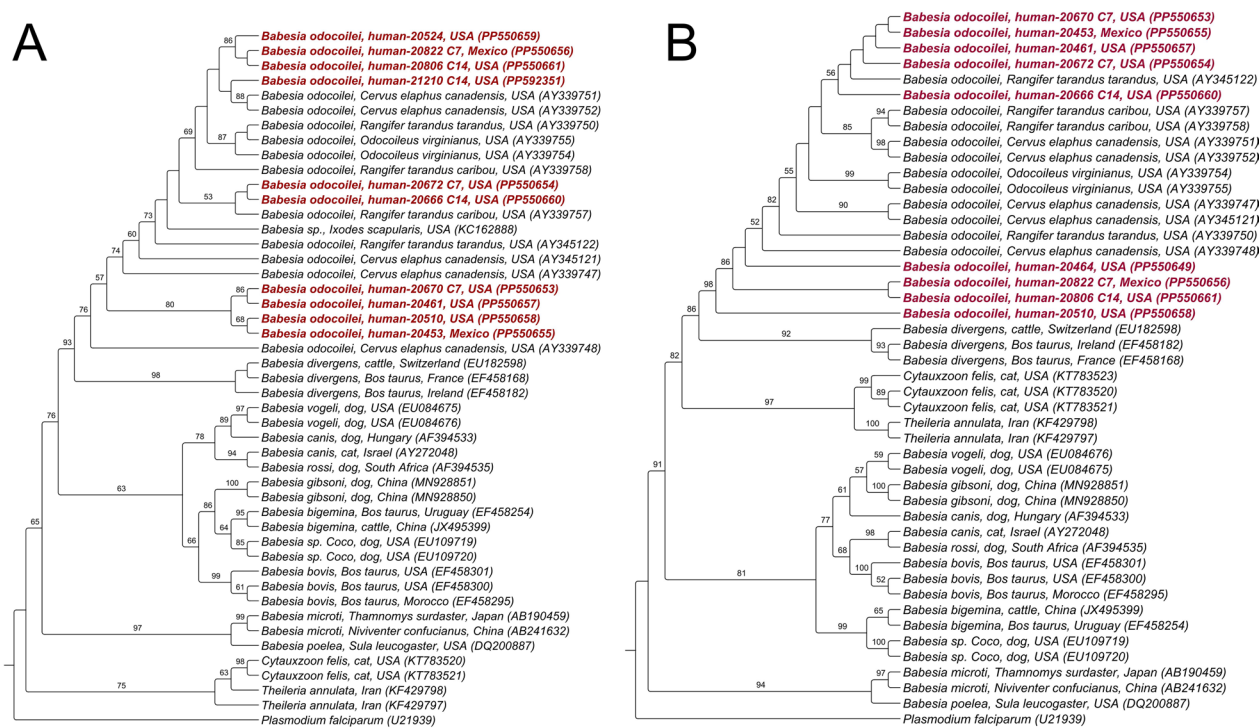 A
86
Babesia odocoilei, human-20524, USA (PP550659)
Babesia odocoilei, human-20822 C7, Mexico (PP550656)
Babesia odocoilei, human-20806 C14, USA (PP550661)
Babesia odocoilei, human-21210 C14, USA (PP592351)
88
Babesia odocoilei, Cervus elaphus canadensis, USA (AY339751)
Babesia odocoilei, Cervus elaphus canadensis, USA (AY339752)
69
Babesia odocoilei, Rangifer tarandus tarandus, USA (AY339750)
87
Babesia odocoilei, Odocoileus virginianus, USA (AY339755)
Babesia odocoilei, Odocoileus virginianus, USA (AY339754)
Babesia odocoilei, Rangifer tarandus caribou, USA (AY339758)
Babesia odocoilei, human-20672 C7, USA (PP550654)
53
Babesia odocoilei, human-20666 C14, USA (PP550660)
Babesia odocoilei, Rangifer tarandus caribou, USA (AY339757)
73
Babesia sp., Ixodes scapularis, USA (KC162888)
60
Babesia odocoilei, Rangifer tarandus tarandus, USA (AY345122)
74
Babesia odocoilei, Cervus elaphus canadensis, USA (AY345121)
57
Babesia odocoilei, Cervus elaphus canadensis, USA (AY339747)
86
Babesia odocoilei, human-20670 C7, USA (PP550653)
80
Babesia odocoilei, human-20461, USA (PP550657)
76
68
Babesia odocoilei, human-20510, USA (PP550658)
Babesia odocoilei, human-20453, Mexico (PP550655)
93
Babesia odocoilei, Cervus elaphus canadensis, USA (AY339748)
Babesia divergens, cattle, Switzerland (EU182598)
98
Babesia divergens, Bos taurus, France (EF458168)
Babesia divergens, Bos taurus, Ireland (EF458182)
97
Babesia vogeli, dog, USA (EU084675)
76
89
Babesia vogeli, dog, USA (EU084676)
78
Babesia canis, dog, Hungary (AF394533)
94
Babesia canis, cat, Israel (AY272048)
Babesia rossi, dog, South Africa (AF394535)
63
100
Babesia gibsoni, dog, China (MN928851)
Babesia gibsoni, dog, China (MN928850)
86
95
Babesia bigemina, Bos taurus, Uruguay (EF458254)
65
64
Babesia bigemina, cattle, China (JX495399)
66
85
Babesia sp. Coco, dog, USA (EU109719)
Babesia sp. Coco, dog, USA (EU109720)
99
Babesia bovis, Bos taurus, USA (EF458301)
61
Babesia bovis, Bos taurus, USA (EF458300)
Babesia bovis, Bos taurus, Morocco (EF458295)
99
Babesia microti, Thamnomys surdaster, Japan (AB190459)
97
Babesia microti, Niviventer confucianus, China (AB241632)
Babesia poelea, Sula leucogaster, USA (DQ200887)
98
Cytauxzoon felis, cat, USA (KT783520)
63
Cytauxzoon felis, cat, USA (KT783521)
75
Theileria annulata, Iran (KF429798)
Theileria annulata, Iran (KF429797)
Plasmodium falciparum (U21939)
B
Babesia odocoilei, human-20670 C7, USA (PP550653)
Babesia odocoilei, human-20453, Mexico (PP550655)
Babesia odocoilei, human-20461, USA (PP550657)
Babesia odocoilei, human-20672 C7, USA (PP550654)
56
Babesia odocoilei, Rangifer tarandus tarandus, USA (AY345122)
Babesia odocoilei, human-20666 C14, USA (PP550660)
94
Babesia odocoilei, Rangifer tarandus caribou, USA (AY339757)
85
Babesia odocoilei, Rangifer tarandus caribou, USA (AY339758)
98
Babesia odocoilei, Cervus elaphus canadensis, USA (AY339751)
Babesia odocoilei, Cervus elaphus canadensis, USA (AY339752)
55
99
Babesia odocoilei, Odocoileus virginianus, USA (AY339754)
Babesia odocoilei, Odocoileus virginianus, USA (AY339755)
82
90
Babesia odocoilei, Cervus elaphus canadensis, USA (AY339747)
Babesia odocoilei, Cervus elaphus canadensis, USA (AY345121)
52
Babesia odocoilei, Rangifer tarandus tarandus, USA (AY339750)
Babesia odocoilei, Cervus elaphus canadensis, USA (AY339748)
86
Babesia odocoilei, human-20464, USA (PP550649)
98
Babesia odocoilei, human-20822 C7, Mexico (PP550656)
Babesia odocoilei, human-20806 C14, USA (PP550661)
86
Babesia odocoilei, human-20510, USA (PP550658)
92
Babesia divergens, cattle, Switzerland (EU182598)
93
Babesia divergens, Bos taurus, Ireland (EF458182)
82
Babesia divergens, Bos taurus, France (EF458168)
99
Cytauxzoon felis, cat, USA (KT783523)
89
Cytauxzoon felis, cat, USA (KT783520)
97
Cytauxzoon felis, cat, USA (KT783521)
100
Theileria annulata, Iran (KF429798)
Theileria annulata, Iran (KF429797)
59
Babesia vogeli, dog, USA (EU084676)
91
57
Babesia vogeli, dog, USA (EU084675)
61
100
Babesia gibsoni, dog, China (MN928851)
Babesia gibsoni, dog, China (MN928850)
77
Babesia canis, dog, Hungary (AF394533)
98
Babesia canis, cat, Israel (AY272048)
68
Babesia rossi, dog, South Africa (AF394535)
100
Babesia bovis, Bos taurus, USA (EF458301)
81
52
Babesia bovis, Bos taurus, USA (EF458300)
Babesia bovis, Bos taurus, Morocco (EF458295)
65
Babesia bigemina, cattle, China (JX495399)
99
Babesia bigemina, Bos taurus, Uruguay (EF458254)
100
Babesia sp. Coco, dog, USA (EU109719)
Babesia sp. Coco, dog, USA (EU109720)
97
Babesia microti, Thamnomys surdaster, Japan (AB190459)
94
Babesia microti, Niviventer confucianus, China (AB241632)
Babesia poelea, Sula leucogaster, USA (DQ200887)
Plasmodium falciparum (U21939)